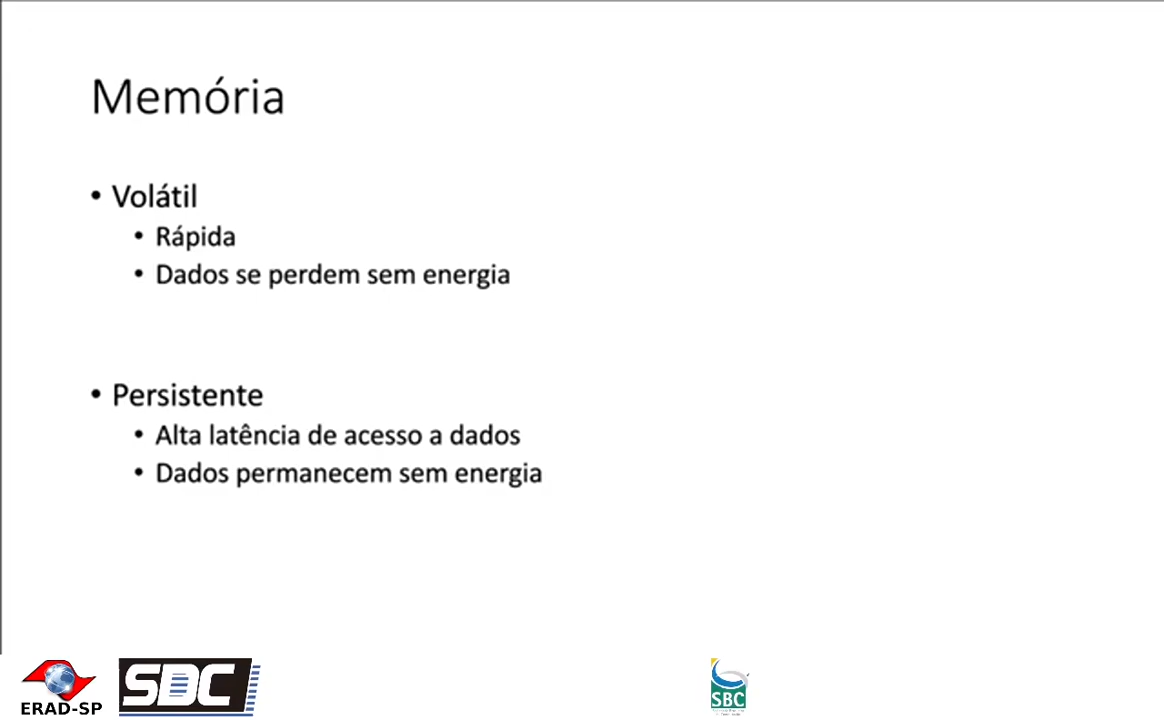 Memória
• Volátil
• Rápida
• Dados se perdem sem energia
• Persistente
• Alta latência de acesso a dados
• Dados permanecem sem energia
ERAD-SP
SDC
SBC